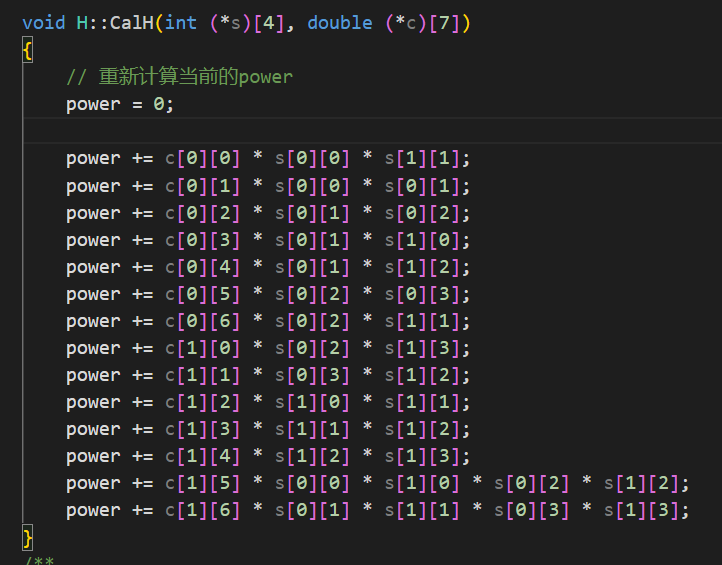 void H::CalH(int (*s)[4], double (*c)[7])
{
    // 重新计算当前的power
    power = 0;

    power += c[0][0] * s[0][0] * s[1][1];
    power += c[0][1] * s[0][0] * s[0][1];
    power += c[0][2] * s[0][1] * s[0][2];
    power += c[0][3] * s[0][1] * s[1][0];
    power += c[0][4] * s[0][1] * s[1][2];
    power += c[0][5] * s[0][2] * s[0][3];
    power += c[0][6] * s[0][2] * s[1][1];
    power += c[1][0] * s[0][2] * s[1][3];
    power += c[1][1] * s[0][3] * s[1][2];
    power += c[1][2] * s[1][0] * s[1][1];
    power += c[1][3] * s[1][1] * s[1][2];
    power += c[1][4] * s[1][2] * s[1][3];
    power += c[1][5] * s[0][0] * s[1][0] * s[0][2] * s[1][2];
    power += c[1][6] * s[0][1] * s[1][1] * s[0][3] * s[1][3];
}
/**